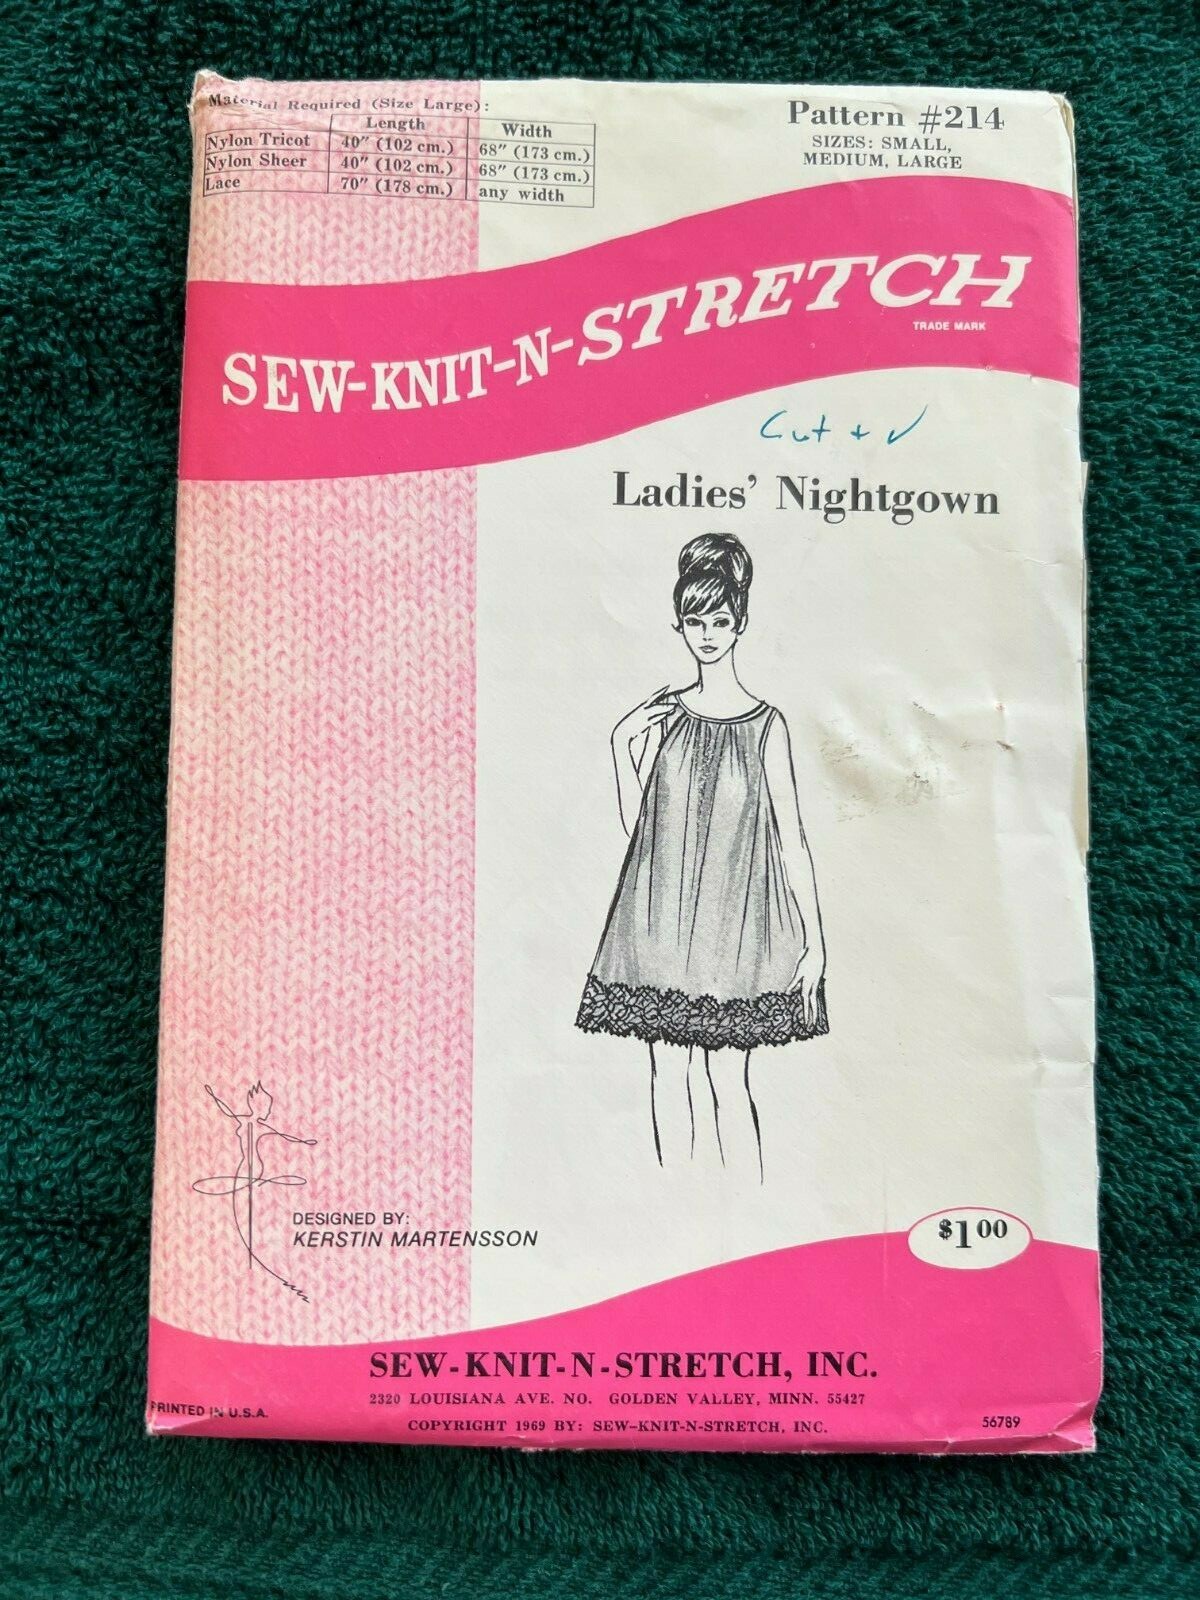 Material Required (Size Large):
Length Width
Nylon Tricot 40" (102 cm.) 68" (173 cm.)
Nylon Sheer 40" (102 cm.) 68" (173 cm.)
Lace 70" (178 cm.) any width
Pattern #214
SIZES: SMALL,
MEDIUM, LARGE
SEW-KNIT-N-STRETCH
TRADE MARK
Cut + ✓
Ladies' Nightgown
DESIGNED BY:
KERSTIN MARTENSSON
$1.00
SEW-KNIT-N-STRETCH, INC.
2320 LOUISIANA AVE. NO. GOLDEN VALLEY, MINN. 55427
PRINTED IN U.S.A.
COPYRIGHT 1969 BY: SEW-KNIT-N-STRETCH, INC.
56789